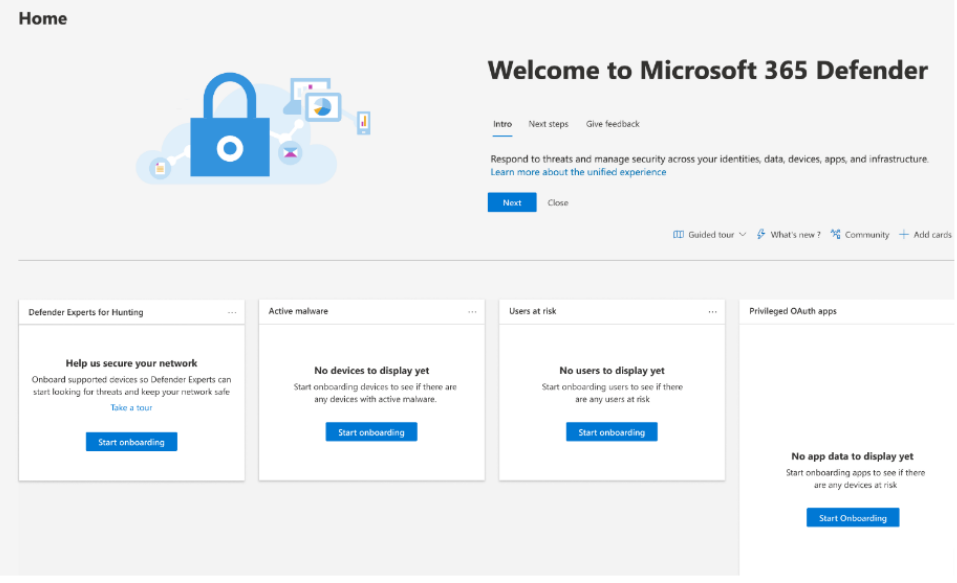 Home
Welcome to Microsoft 365 Defender
Intro Next steps Give feedback
Respond to threats and manage security across your identities, data, devices, apps, and infrastructure.
Learn more about the unified experience
Next Close
Guided tour What's new ? Community Add cards
Defender Experts for Hunting ...
Help us secure your network
Onboard supported devices so Defender Experts can
start looking for threats and keep your network safe
Take a tour
Start onboarding
Active malware ...
No devices to display yet
Start onboarding devices to see if there are
any devices with active malware.
Start onboarding
Users at risk ...
No users to display yet
Start onboarding users to see if there
are any users at risk
Start onboarding
Privileged OAuth apps
No app data to display yet
Start onboarding apps to see if there
are any devices at risk
Start Onboarding